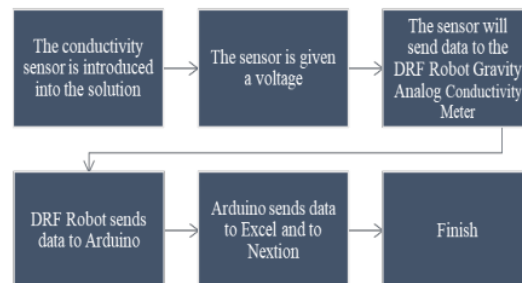 The conductivity
sensor is introduced
into the solution
The sensor is given
a voltage
The sensor will
send data to the
DRF Robot Gravity
Analog Conductivity
Meter
DRF Robot sends
data to Arduino
Arduino sends data
to Excel and to
Nextion
Finish